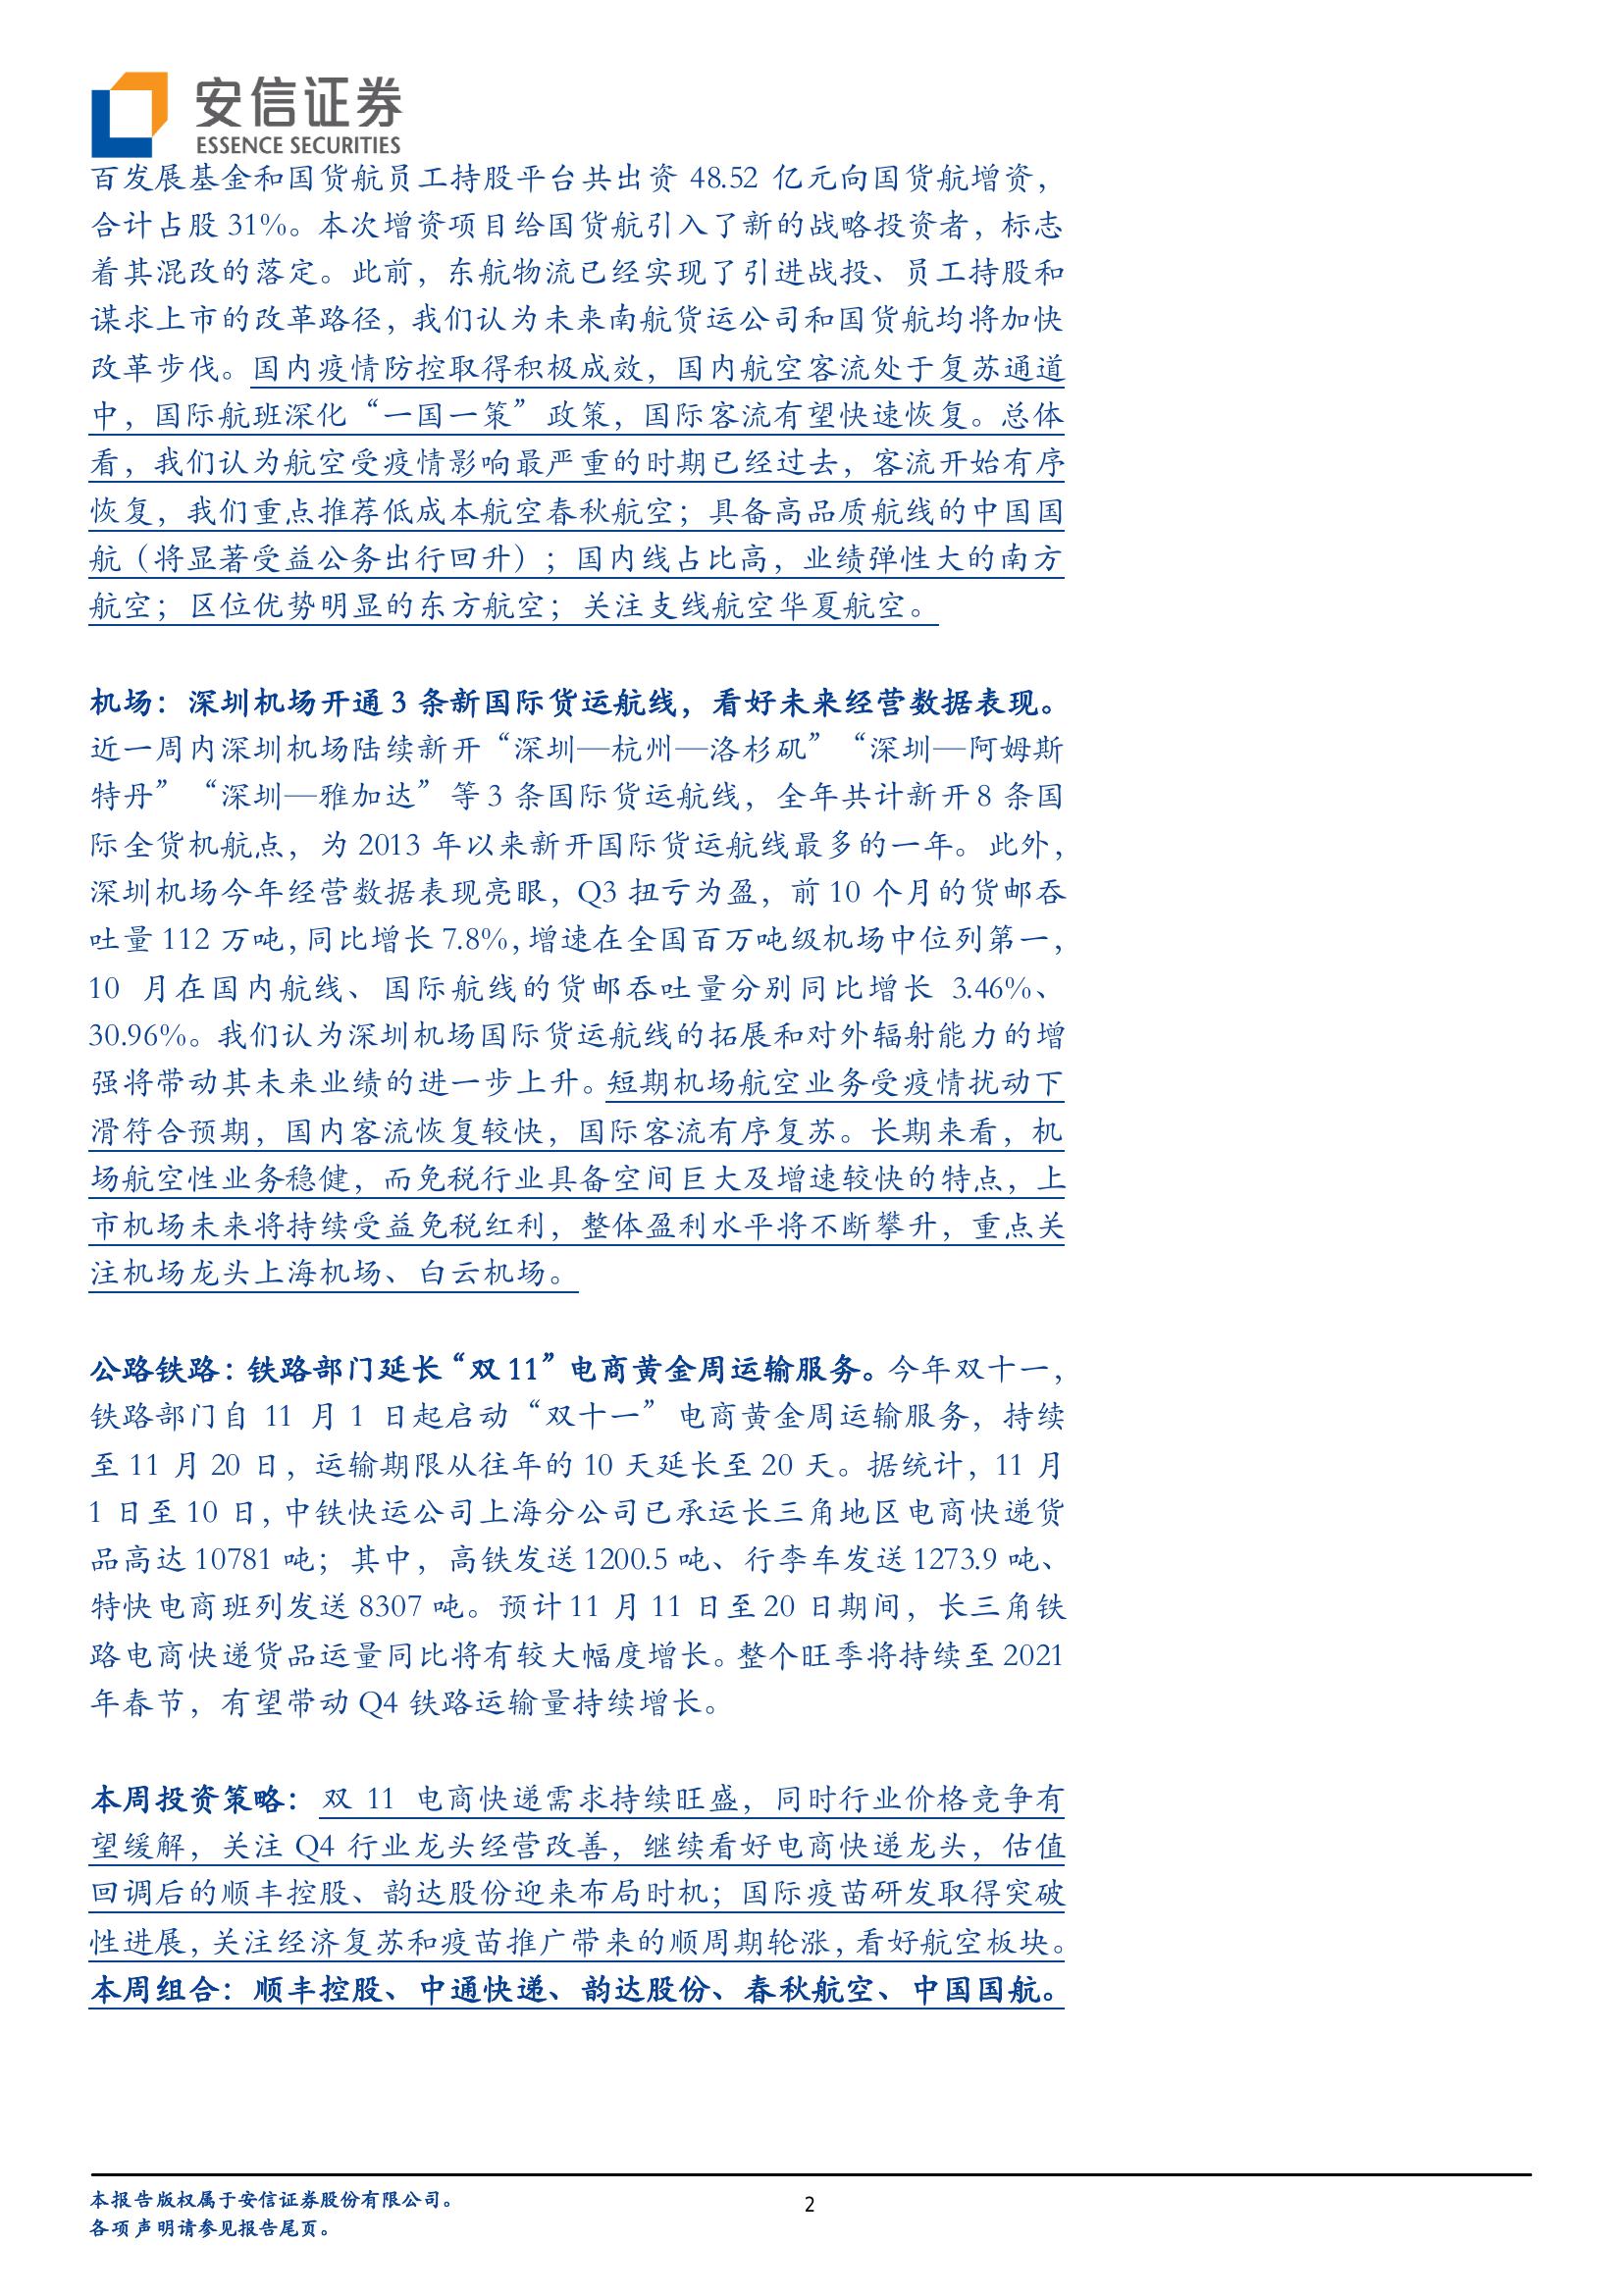 安信证券
ESSENCE SECURITIES
百发展基金和国货航员工持股平台共出资 48.52 亿元向国货航增资，
合计占股 31%。本次增资项目给国货航引入了新的战略投资者，标志
着其混改的落定。此前，东航物流已经实现了引进战投、员工持股和
谋求上市的改革路径，我们认为未来南航货运公司和国货航均将加快
改革步伐。国内疫情防控取得积极成效，国内航空客流处于复苏通道
中，国际航班深化“一国一策”政策，国际客流有望快速恢复。总体
看，我们认为航空受疫情影响最严重的时期已经过去，客流开始有序
恢复，我们重点推荐低成本航空春秋航空；具备高品质航线的中国国
航（将显著受益公务出行回升）；国内线占比高，业绩弹性大的南方
航空；区位优势明显的东方航空；关注支线航空华夏航空。
机场：深圳机场开通 3 条新国际货运航线，看好未来经营数据表现。
近一周内深圳机场陆续新开“深圳—杭州—洛杉矶”“深圳—阿姆斯
特丹”“深圳—雅加达”等 3 条国际货运航线，全年共计新开 8 条国
际全货机航点，为 2013 年以来新开国际货运航线最多的一年。此外，
深圳机场今年经营数据表现亮眼，Q3 扭亏为盈，前 10 个月的货邮吞
吐量 112 万吨，同比增长 7.8%，增速在全国百万吨级机场中位列第一，
10 月在国内航线、国际航线的货邮吞吐量分别同比增长 3.46%、
30.96%。我们认为深圳机场国际货运航线的拓展和对外辐射能力的增
强将带动其未来业绩的进一步上升。短期机场航空业务受疫情扰动下
滑符合预期，国内客流恢复较快，国际客流有序复苏。长期来看，机
场航空性业务稳健，而免税行业具备空间巨大及增速较快的特点，上
市机场未来将持续受益免税红利，整体盈利水平将不断攀升，重点关
注机场龙头上海机场、白云机场。
公路铁路：铁路部门延长“双 11”电商黄金周运输服务。今年双十一，
铁路部门自 11 月 1 日起启动“双十一”电商黄金周运输服务，持续
至 11 月 20 日，运输期限从往年的 10 天延长至 20 天。据统计，11 月
1 日至 10 日，中铁快运公司上海分公司已承运长三角地区电商快递货
品高达 10781 吨；其中，高铁发送 1200.5 吨、行李车发送 1273.9 吨、
特快电商班列发送 8307 吨。预计 11 月 11 日至 20 日期间，长三角铁
路电商快递货品运量同比将有较大幅度增长。整个旺季将持续至 2021
年春节，有望带动 Q4 铁路运输量持续增长。
本周投资策略：双 11 电商快递需求持续旺盛，同时行业价格竞争有
望缓解，关注 Q4 行业龙头经营改善，继续看好电商快递龙头，估值
回调后的顺丰控股、韵达股份迎来布局时机；国际疫苗研发取得突破
性进展，关注经济复苏和疫苗推广带来的顺周期轮涨，看好航空板块。
本周组合：顺丰控股、中通快递、韵达股份、春秋航空、中国国航。
本报告版权属于安信证券股份有限公司。
各项声明请参见报告尾页。
2